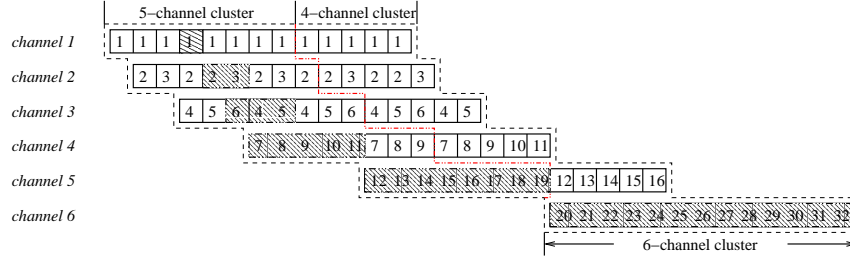 5−channel cluster 4−channel cluster
channel 1 1 1 1 1 1 1 1 1 1 1 1 1 1
channel 2 2 3 2 2 3 2 3 2 2 3 2 2 3
channel 3 4 5 6 4 5 4 5 6 4 5 6 4 5
channel 4 7 8 9 10 11 7 8 9 7 8 9 10 11
channel 5 12 13 14 15 16 17 18 19 12 13 14 15 16
channel 6 20 21 22 23 24 25 26 27 28 29 30 31 32
6−channel cluster